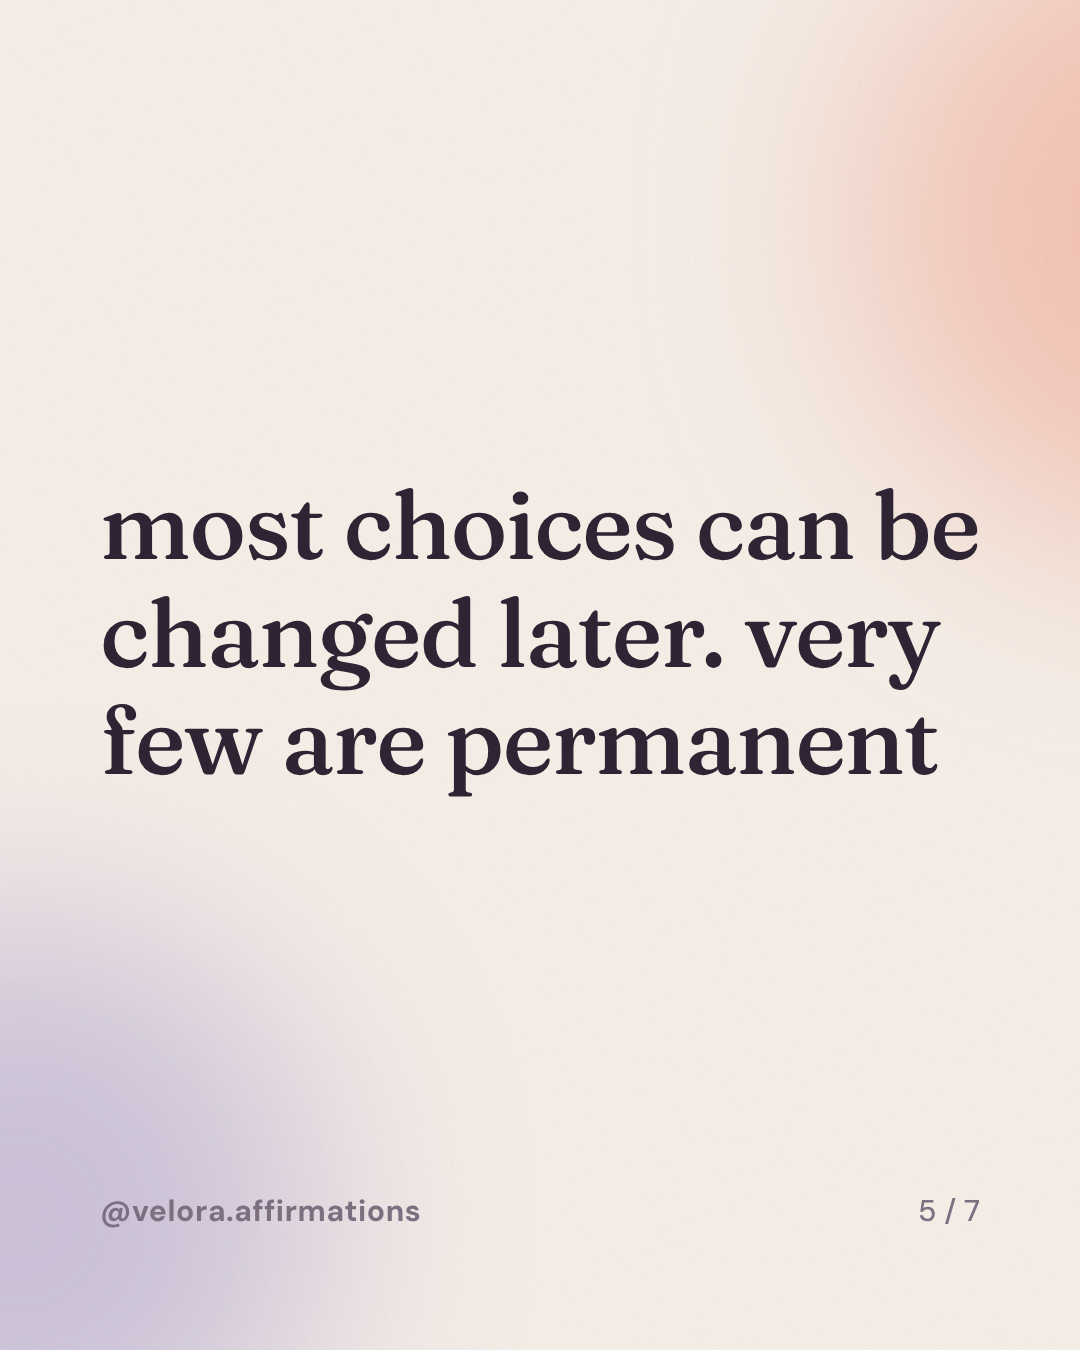 most choices can be
changed later. very
few are permanent
@velora.affirmations
5 / 7